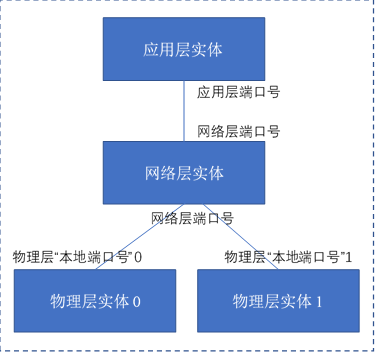 应用层实体
应用层端口号
网络层端口号
网络层实体
网络层端口号
物理层“本地端口号”0
物理层“本地端口号”1
物理层实体 0
物理层实体 1